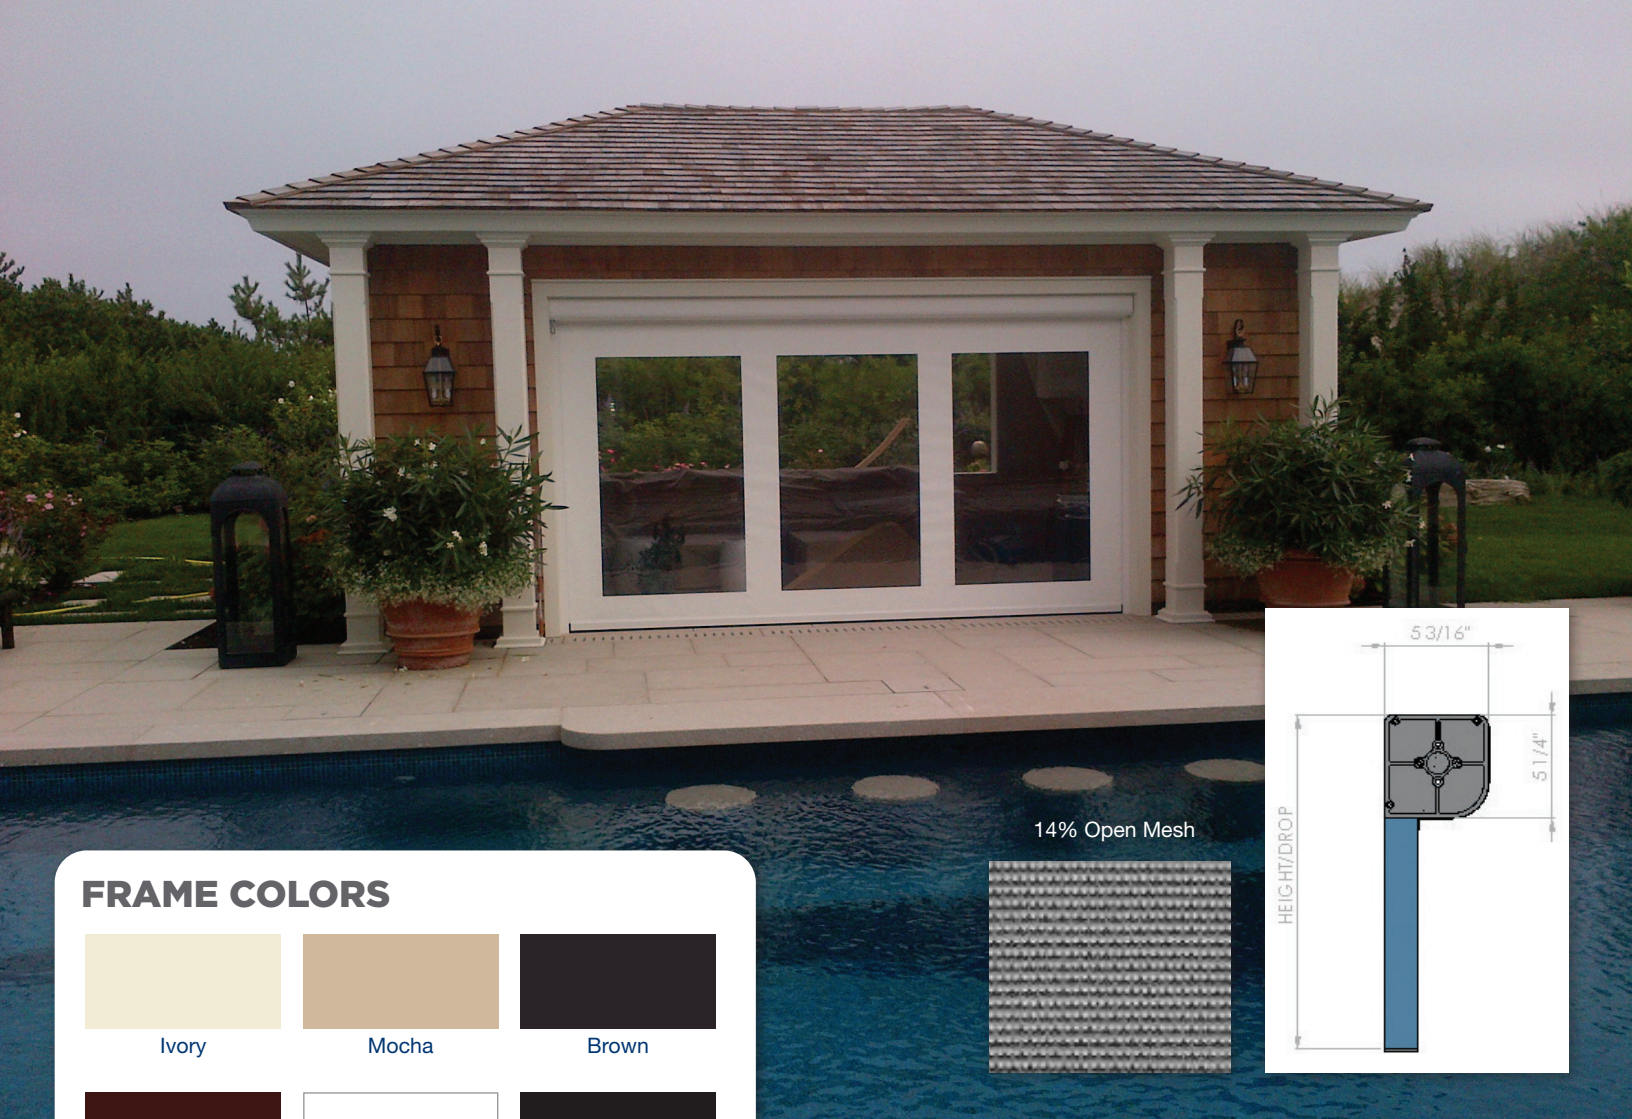 5 3/16"
5 1/4"
HEIGHT/DROP
14% Open Mesh
FRAME COLORS
Ivory
Mocha
Brown